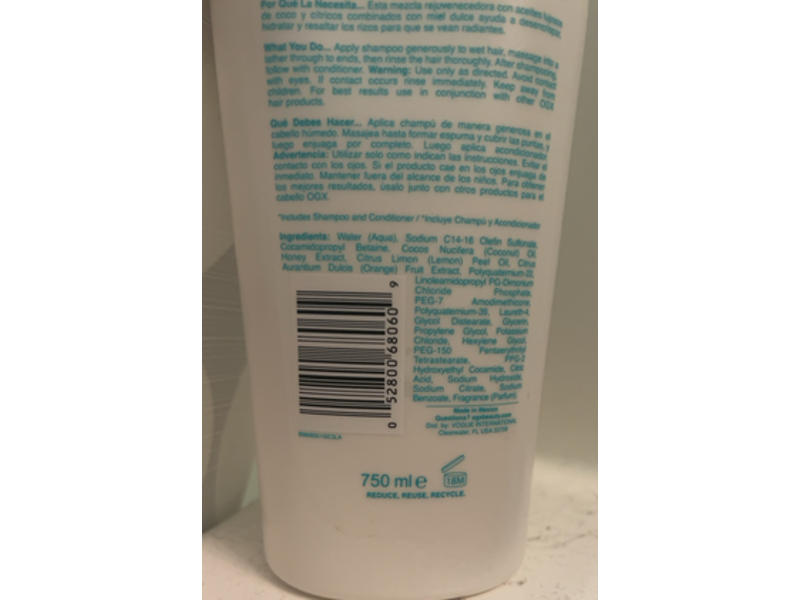 Por Qué La Necesita... Esta mezcla rejuvenecedora con aceites lujosos
de coco y cítricos combinados con miel dulce ayuda a desenredar,
hidratar y resaltar los rizos para que se vean radiantes.
What You Do... Apply shampoo generously to wet hair, massage into a
lather through to ends, then rinse the hair thoroughly. After shampooing,
follow with conditioner. Warning: Use only as directed. Avoid contact
with eyes. If contact occurs rinse immediately. Keep away from
children. For best results use in conjunction with other OGX
hair products.
Qué Debes Hacer... Aplica champú de manera generosa en el
cabello húmedo. Masajea hasta formar espuma y cubrir las puntas, y
luego enjuaga por completo. Luego aplica acondicionador.
Advertencia: Utilizar solo como indican las instrucciones. Evitar el
contacto con los ojos. Si el producto cae en los ojos enjuaga de
inmediato. Mantener fuera del alcance de los niños. Para obtener
los mejores resultados, úsalo junto con otros productos para el
cabello OGX.
*Includes Shampoo and Conditioner / *Incluye Champú y Acondicionador
Ingredients: Water (Aqua), Sodium C14-16 Olefin Sulfonate,
Cocamidopropyl Betaine, Cocos Nucifera (Coconut) Oil,
Honey Extract, Citrus Limon (Lemon) Peel Oil, Citrus
Aurantium Dulcis (Orange) Fruit Extract, Polyquaternium-22,
Linoleamidopropyl PG-Dimonium
Chloride Phosphate,
PEG-7 Amodimethicone,
Polyquaternium-39, Laureth-4,
Glycol Distearate, Glycerin,
Propylene Glycol, Potassium
Chloride, Hexylene Glycol,
PEG-150 Pentaerythrityl
Tetrastearate, PPG-2
Hydroxyethyl Cocamide, Citric
Acid, Sodium Hydroxide,
Sodium Citrate, Sodium
Benzoate, Fragrance (Parfum).
0 52800 68060 9
Made in Mexico
Questions? ogxbeauty.com
Dist. by: VOGUE INTERNATIONAL
Clearwater, FL USA 33759
750 ml e
18M
REDUCE, REUSE, RECYCLE.